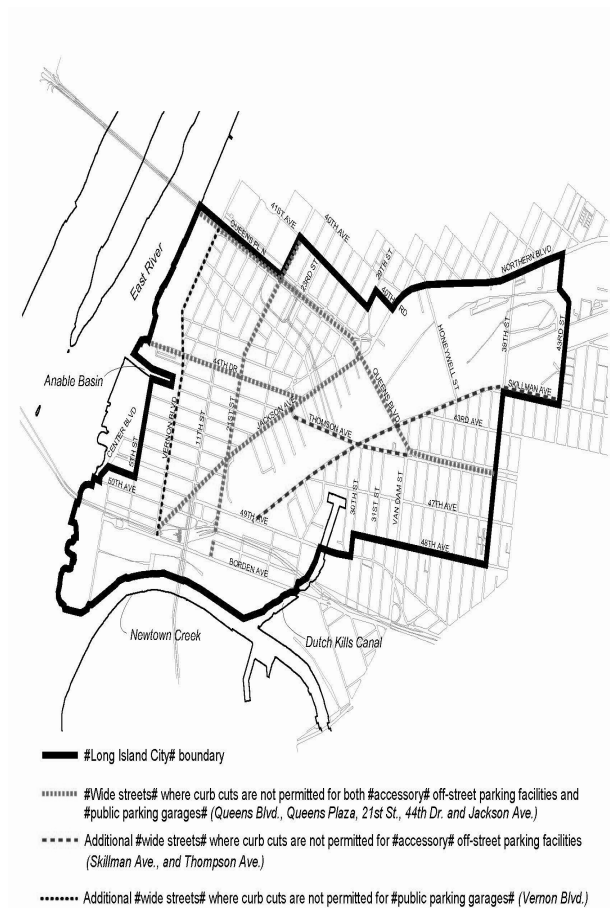 41ST AVE
40TH AVE
QUEENS PL
23RD ST
29TH ST
40TH RD
NORTHERN BLVD
East River
HONEYWELL ST
39TH ST
43RD ST
Anable Basin
44TH DR
QUEENS BLVD
SKILLMAN AVE
CENTER BLVD
5TH ST
VERNON BLVD
11TH ST
21ST ST
JACKSON AVE
THOMSON AVE
43RD AVE
50TH AVE
49TH AVE
30TH ST
31ST ST
VAN DAM ST
47TH AVE
48TH AVE
BORDEN AVE
Newtown Creek
Dutch Kills Canal
#Long Island City# boundary
#Wide streets# where curb cuts are not permitted for both #accessory# off-street parking facilities and
#public parking garages# (Queens Blvd., Queens Plaza, 21st St., 44th Dr. and Jackson Ave.)
Additional #wide streets# where curb cuts are not permitted for #accessory# off-street parking facilities
(Skillman Ave., and Thompson Ave.)
Additional #wide streets# where curb cuts are not permitted for #public parking garages# (Vernon Blvd.)